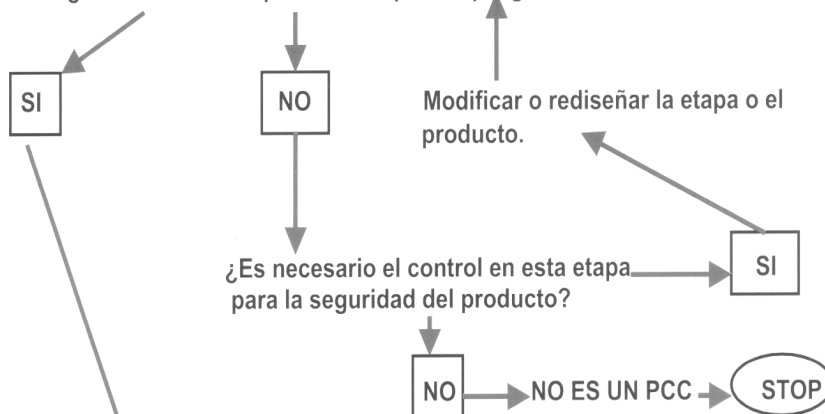 SI
NO
Modificar o rediseñar la etapa o el
producto.
¿Es necesario el control en esta etapa
para la seguridad del producto?
SI
NO
NO ES UN PCC
STOP